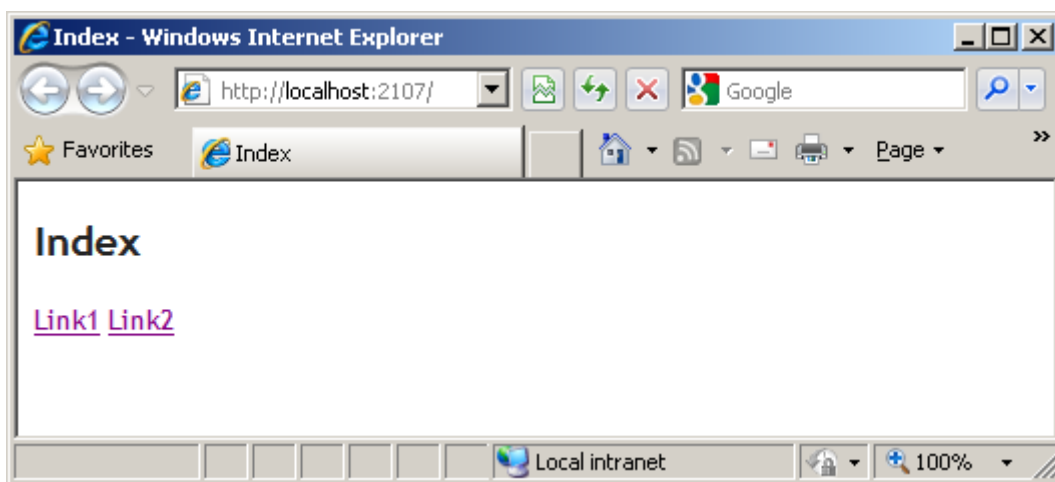 Index - Windows Internet Explorer
http://localhost:2107/ Google
Favorites Index Page
Index
Link1 Link2
Local intranet 100%